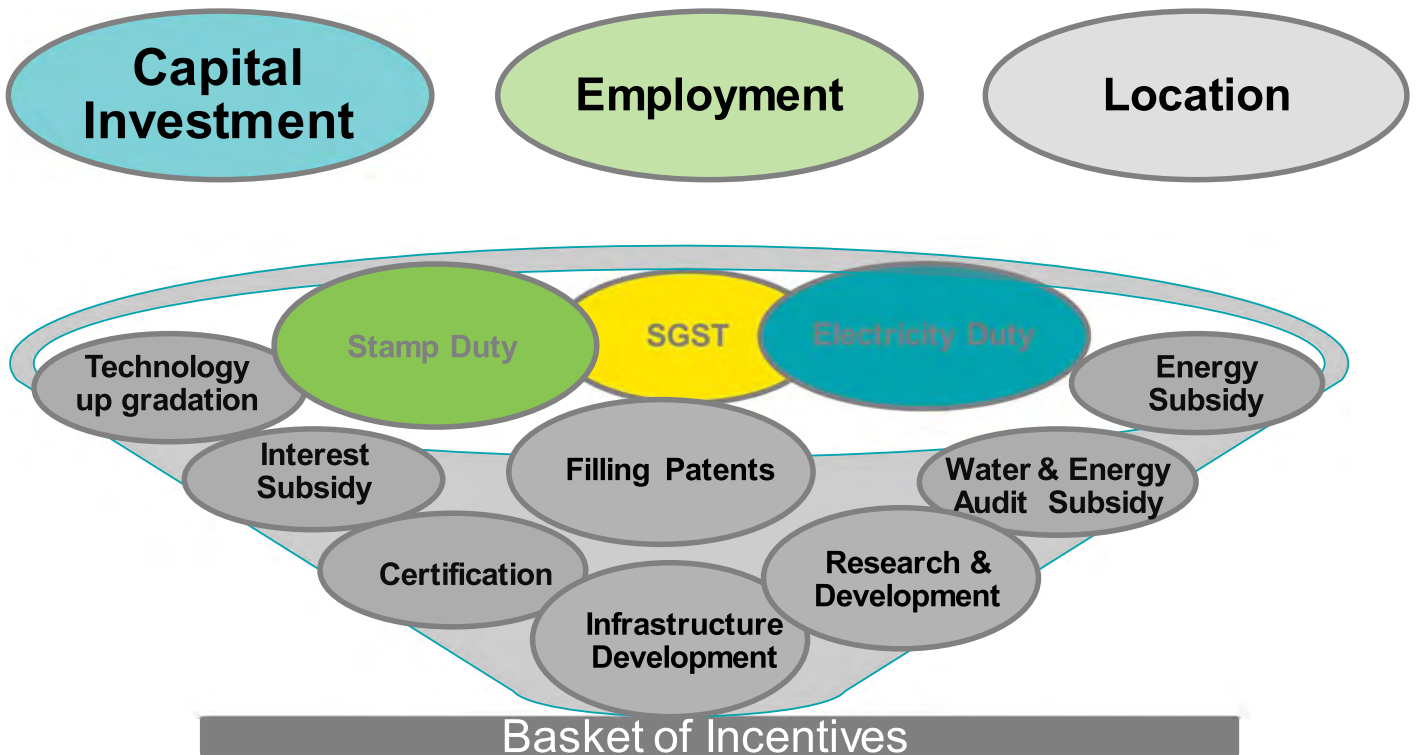 Capital
Investment
Employment
Location
Stamp Duty
SGST
Electricity Duty
Technology
up gradation
Energy
Subsidy
Interest
Subsidy
Filling Patents
Water & Energy
Audit Subsidy
Certification
Research &
Development
Infrastructure
Development
Basket of Incentives